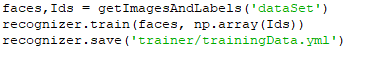 faces,Ids = getImagesAndLabels('dataSet')
recognizer.train(faces, np.array(Ids))
recognizer.save('trainer/trainingData.yml')